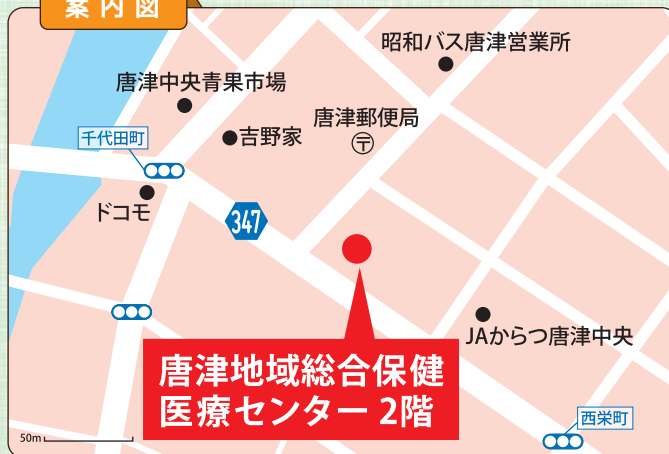 案内図
昭和バス唐津営業所
唐津中央青果市場
唐津郵便局
〒
千代田町
吉野家
ドコモ
347
JAからつ唐津中央
唐津地域総合保健
医療センター 2階
西栄町
50m